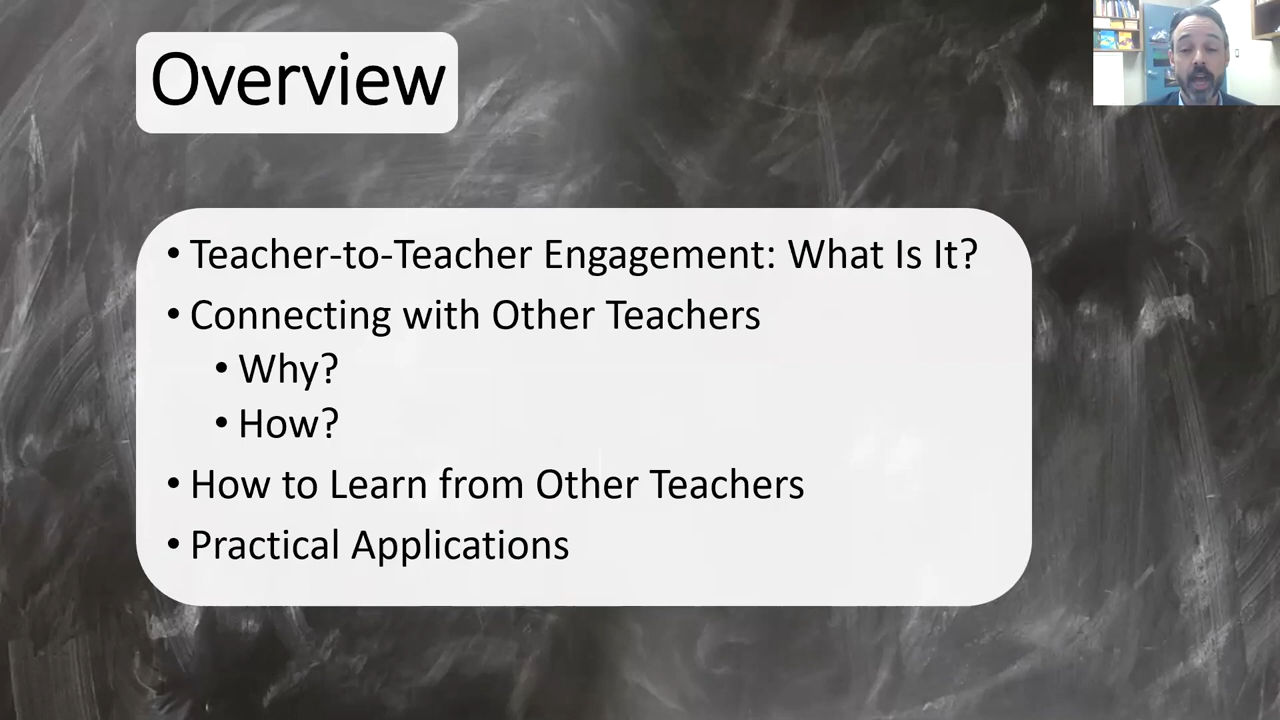 Overview
• Teacher-to-Teacher Engagement: What Is It?
• Connecting with Other Teachers
• Why?
• How?
• How to Learn from Other Teachers
• Practical Applications